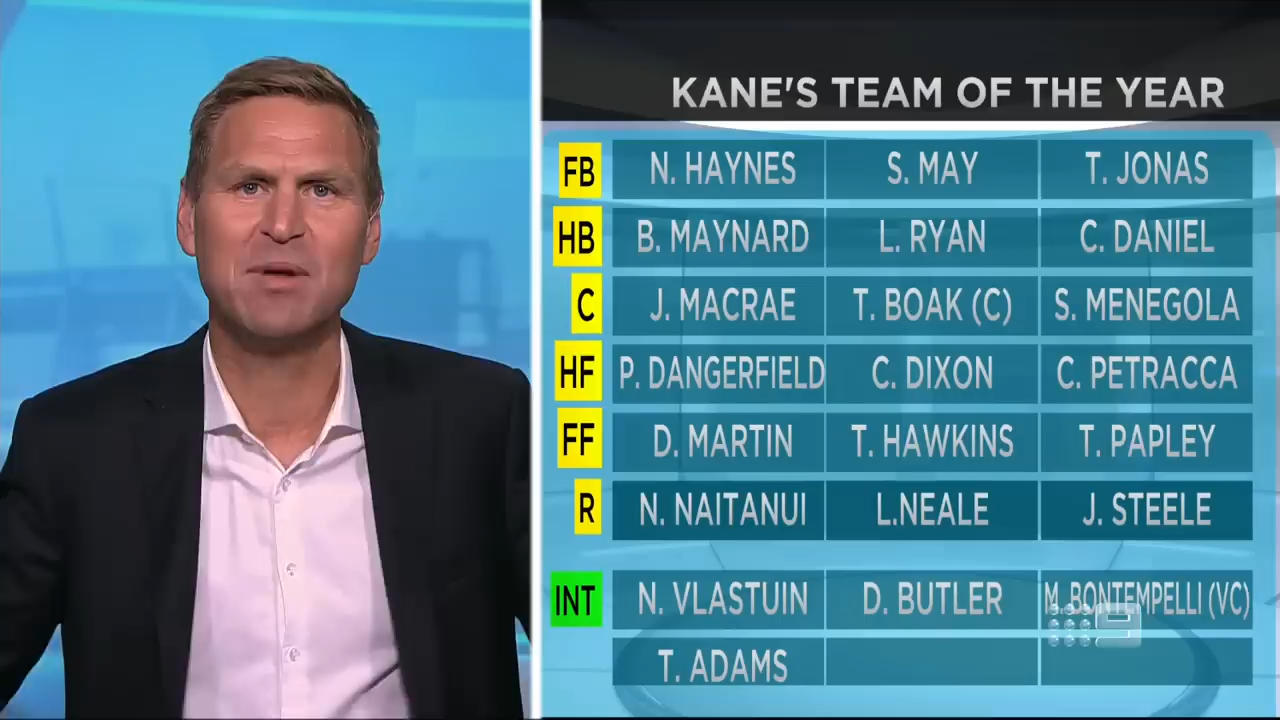 KANE'S TEAM OF THE YEAR
FB N. HAYNES S. MAY T. JONAS
HB B. MAYNARD L. RYAN C. DANIEL
C J. MACRAE T. BOAK (C) S. MENEGOLA
HF P. DANGERFIELD C. DIXON C. PETRACCA
FF D. MARTIN T. HAWKINS T. PAPLEY
R N. NAITANUI L.NEALE J. STEELE
INT N. VLASTUIN D. BUTLER M. BONTEMPELLI (VC)
9
T. ADAMS